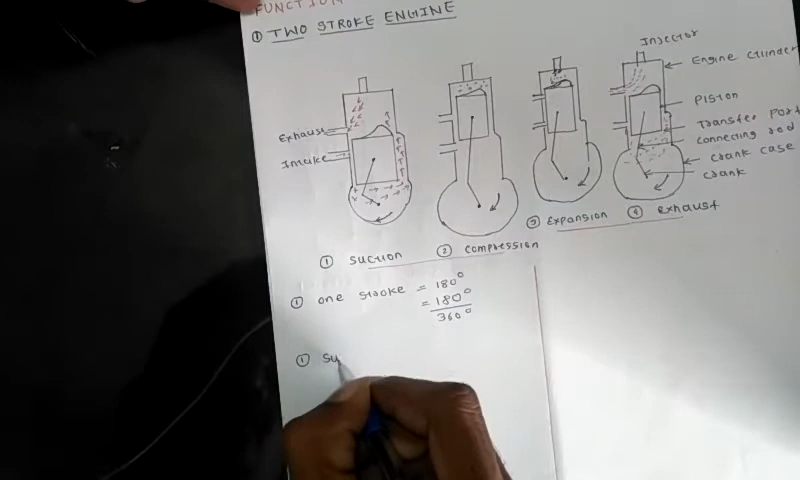 FUNCTION
① TWO STROKE ENGINE
Injector
Engine Cylinder
Piston
Transfer Port
connecting rod
crank case
crank
Exhaust
Intake
① suction
② compression
③ Expansion
④ exhaust
① one stroke = 180°
= 180°
360°
① su